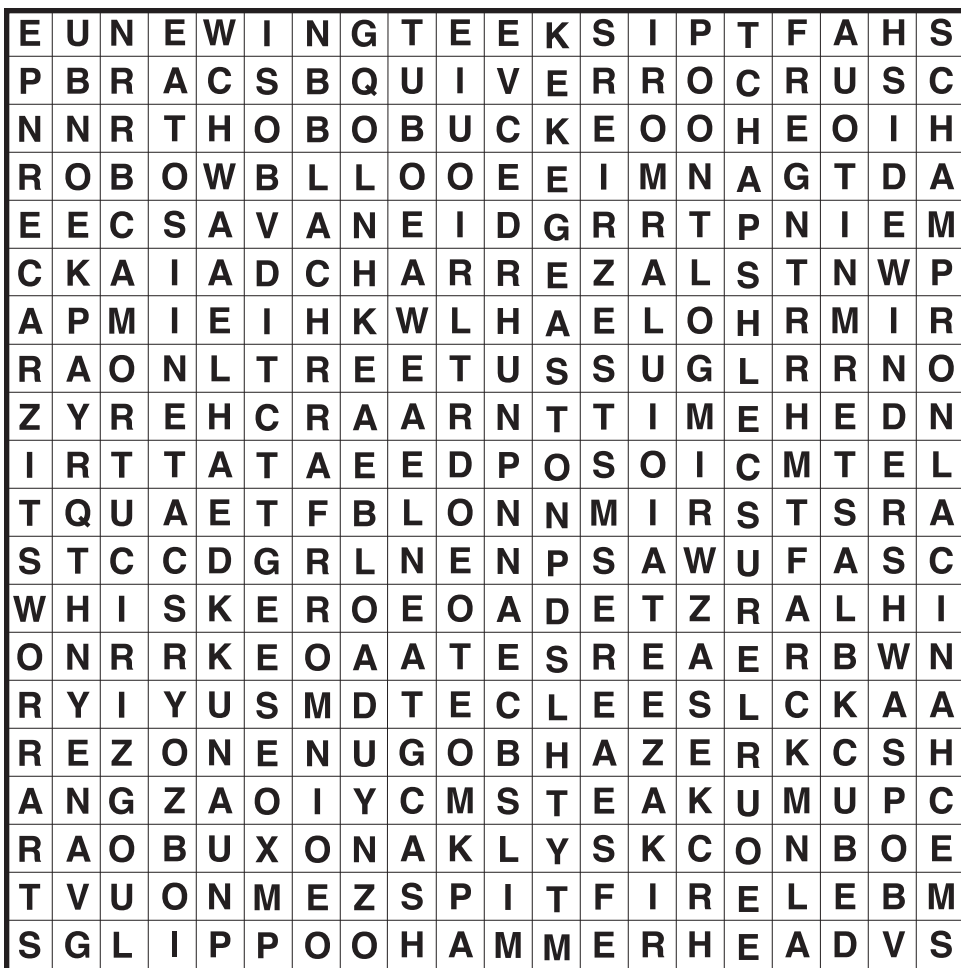 E U N E W I N G T E E K S I P T F A H S
P B R A C S B Q U I V E R R O C R U S C
N N R T H O B O B U C K E O O H E O I H
R O B O W B L L O O E E I M N A G T D A
E E C S A V A N E I D G R R T P N I E M
C K A I A D C H A R R E Z A L S T N W P
A P M I E I H K W L H A E L O H R M I R
R A O N L T R E E T U S S U G L R R N O
Z Y R E H C R A A R N T T I M E H E D N
I R T T A T A E E D P O S O I C M T E L
T Q U A E T F B L O N N M I R S T S R A
S T C C D G R L N E N P S A W U F A S C
W H I S K E R O E O A D E T Z R A L H I
O N R R K E O A A T E S R E A E R B W N
R Y I Y U S M D T E C L E E S L C K A A
R E Z O N E N U G O B H A Z E R K C S H
A N G Z A O I Y C M S T E A K U M U P C
R A O B U X O N A K L Y S K C O N B O E
T V U O N M E Z S P I T F I R E L E B M
S G L I P P O O H A M M E R H E A D V S